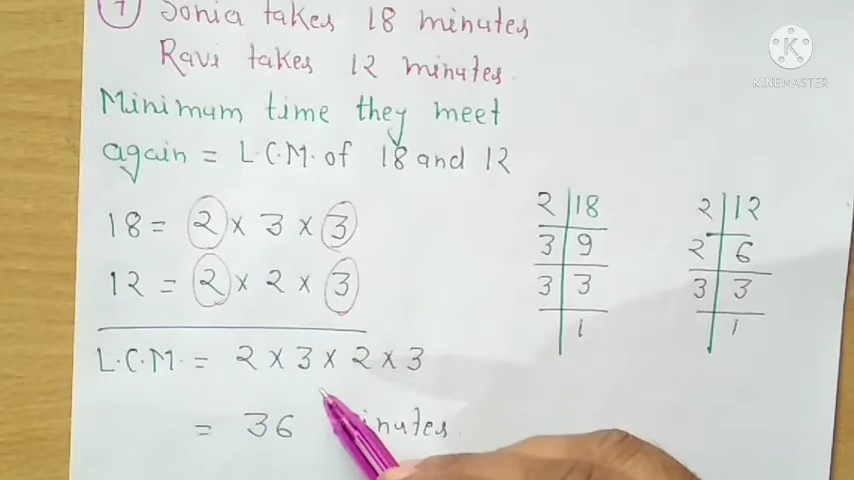 7 Sonia takes 18 minutes
Ravi takes 12 minutes.
Minimum time they meet
again = L.C.M. of 18 and 12
18 = 2 × 3 × 3
12 = 2 × 2 × 3
L.C.M. = 2 × 3 × 2 × 3
= 36 minutes.
2 18
3 9
3 3
1
2 12
2 6
3 3
1
K
KINEMASTER